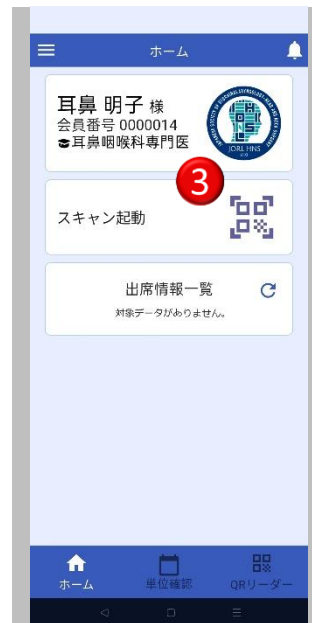 ホーム
耳鼻 明子 様
会員番号 0000014
耳鼻咽喉科専門医
JORL HNS
3
スキャン起動
出席情報一覧
対象データがありません。
ホーム
単位確認
QRリーダー